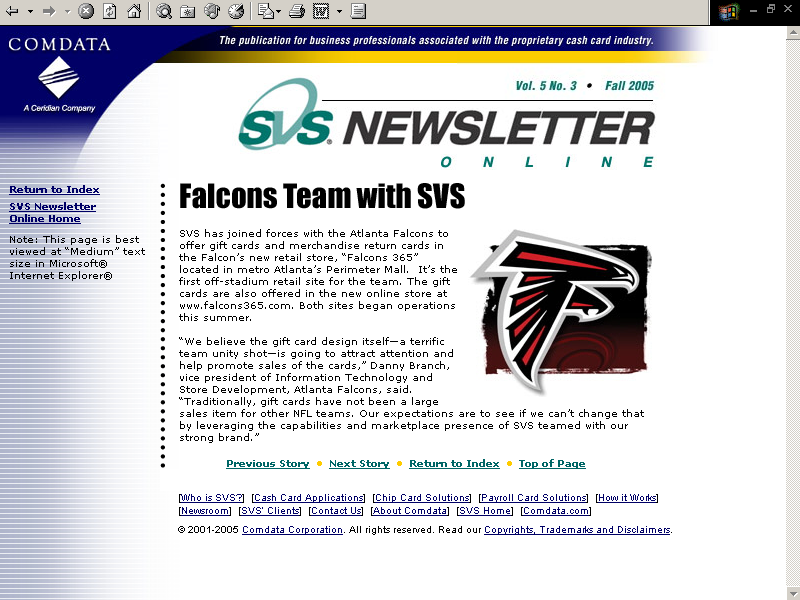 COMDATA
A Ceridian Company
The publication for business professionals associated with the proprietary cash card industry.
Vol. 5 No. 3 • Fall 2005
SVS® NEWSLETTER
ONLINE
Return to Index
SVS Newsletter
Online Home
Note: This page is best
viewed at “Medium” text
size in Microsoft®
Internet Explorer®
Falcons Team with SVS
SVS has joined forces with the Atlanta Falcons to
offer gift cards and merchandise return cards in
the Falcon’s new retail store, “Falcons 365”
located in metro Atlanta’s Perimeter Mall.  It’s the
first off-stadium retail site for the team. The gift
cards are also offered in the new online store at
www.falcons365.com. Both sites began operations
this summer.
“We believe the gift card design itself—a terrific
team unity shot—is going to attract attention and
help promote sales of the cards,” Danny Branch,
vice president of Information Technology and
Store Development, Atlanta Falcons, said.
“Traditionally, gift cards have not been a large
sales item for other NFL teams. Our expectations are to see if we can’t change that
by leveraging the capabilities and marketplace presence of SVS teamed with our
strong brand.”
Previous Story • Next Story • Return to Index • Top of Page
[Who is SVS?] [Cash Card Applications] [Chip Card Solutions] [Payroll Card Solutions] [How it Works]
[Newsroom] [SVS' Clients] [Contact Us] [About Comdata] [SVS Home] [Comdata.com]
© 2001-2005 Comdata Corporation. All rights reserved. Read our Copyrights, Trademarks and Disclaimers.